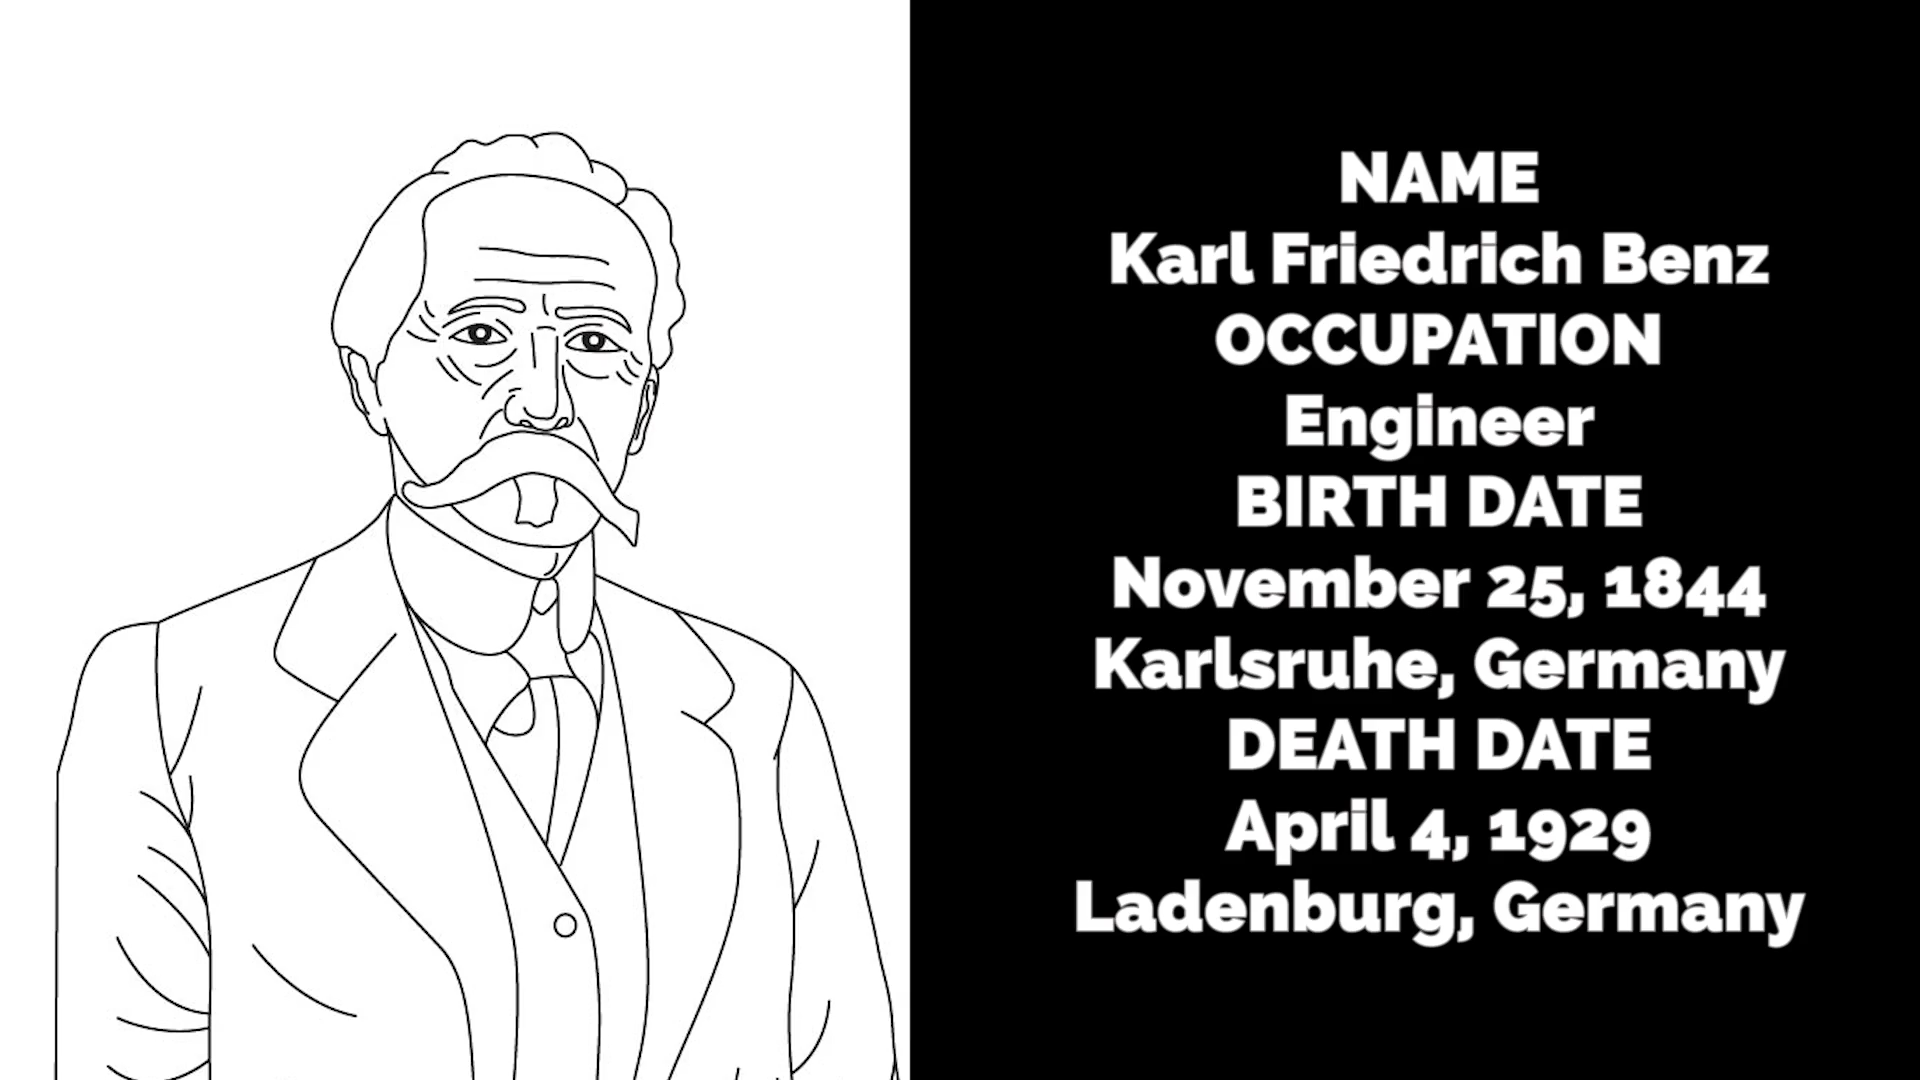 NAME
Karl Friedrich Benz
OCCUPATION
Engineer
BIRTH DATE
November 25, 1844
Karlsruhe, Germany
DEATH DATE
April 4, 1929
Ladenburg, Germany